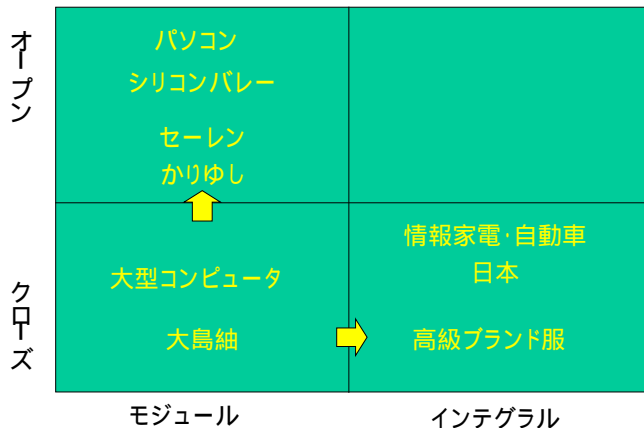 オープン
パソコン
シリコンバレー
セーレン
かりゆし
クローズ
大型コンピュータ
大島紬
情報家電・自動車
日本
高級ブランド服
モジュール
インテグラル